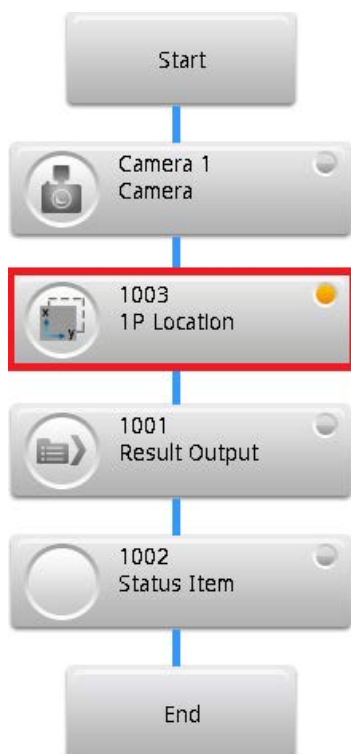 Start
Camera 1
Camera
x
y
1003
1P Location
1001
Result Output
1002
Status Item
End